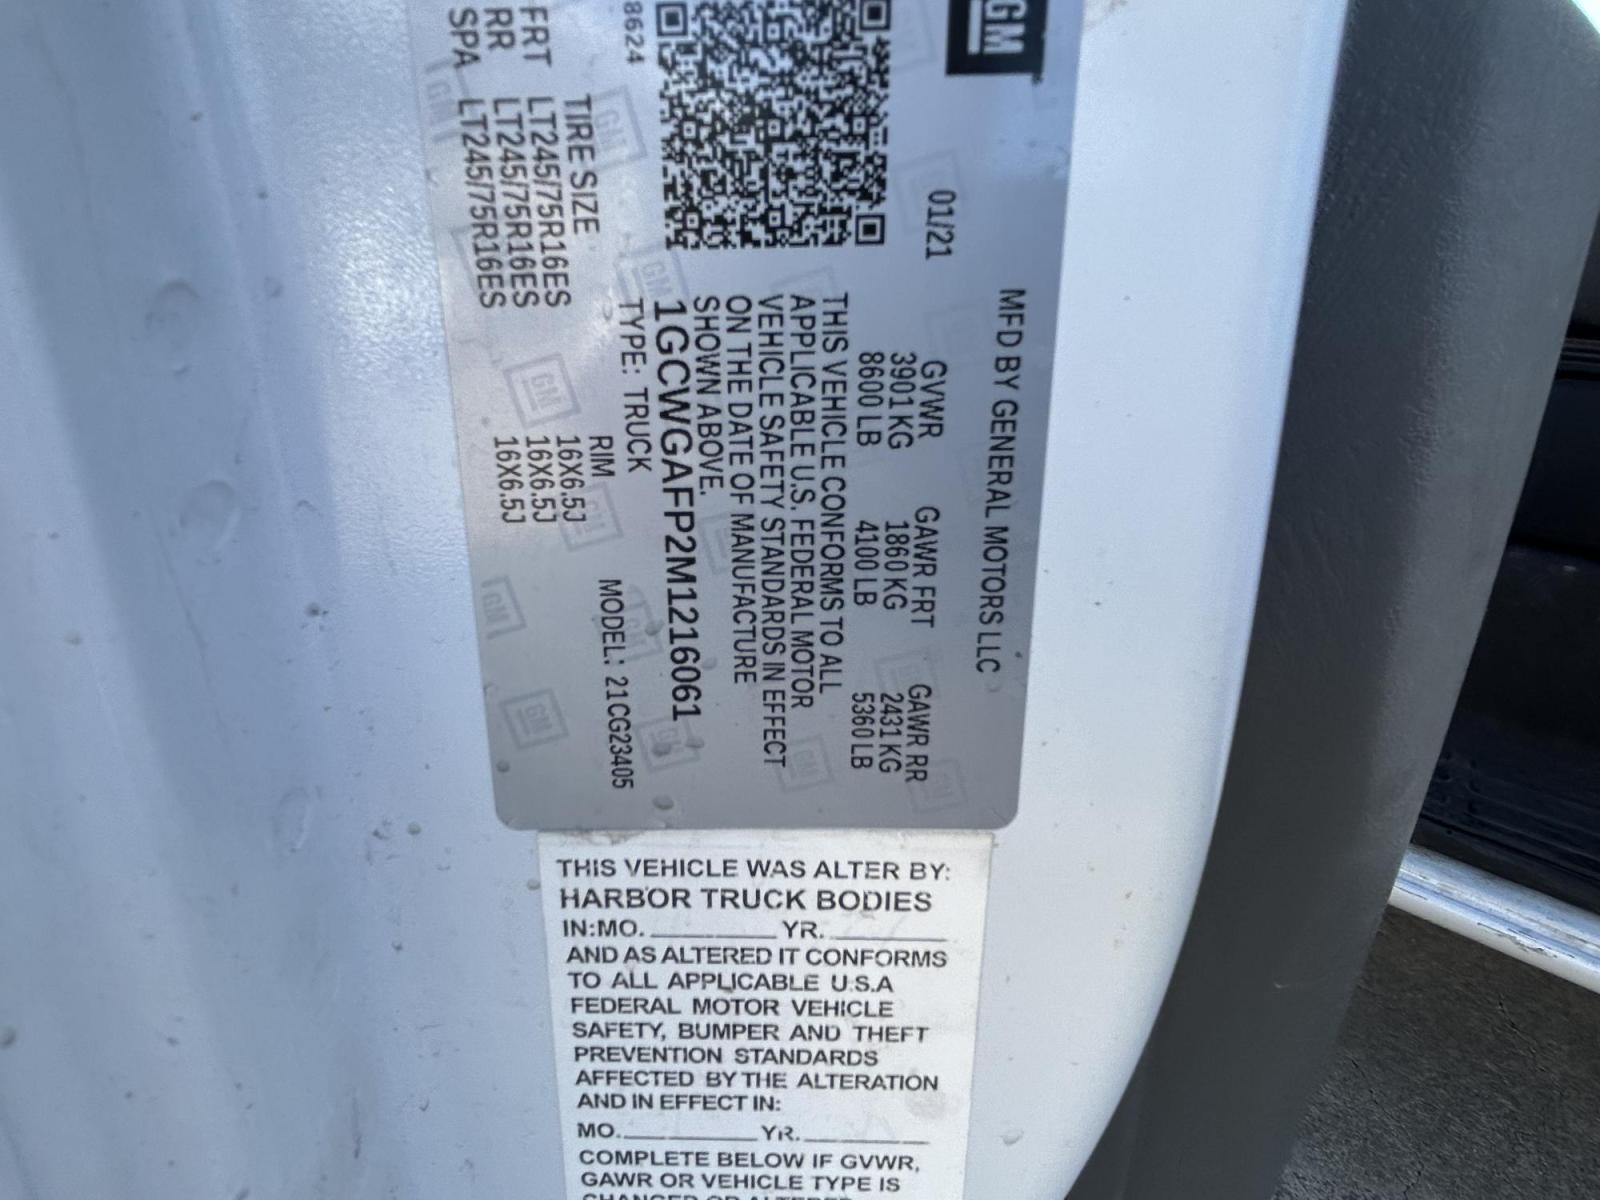 GM
MFD BY GENERAL MOTORS LLC
01/21
GVWR GAWR FRT GAWR RR
3901 KG 1860 KG 2431 KG
8600 LB 4100 LB 5360 LB
THIS VEHICLE CONFORMS TO ALL
APPLICABLE U.S. FEDERAL MOTOR
VEHICLE SAFETY STANDARDS IN EFFECT
ON THE DATE OF MANUFACTURE
SHOWN ABOVE.
1GCWGAFP2M1216061
8624 TYPE: TRUCK MODEL: 21CG23405
TIRE SIZE RIM
FRT LT245/75R16ES 16X6.5J
RR LT245/75R16ES 16X6.5J
SPA LT245/75R16ES 16X6.5J
THIS VEHICLE WAS ALTER BY:
HARBOR TRUCK BODIES
IN:MO. YR.
AND AS ALTERED IT CONFORMS
TO ALL APPLICABLE U.S.A
FEDERAL MOTOR VEHICLE
SAFETY, BUMPER AND THEFT
PREVENTION STANDARDS
AFFECTED BY THE ALTERATION
AND IN EFFECT IN:
MO. YR.
COMPLETE BELOW IF GVWR,
GAWR OR VEHICLE TYPE IS
CHANGED OR ALTERED